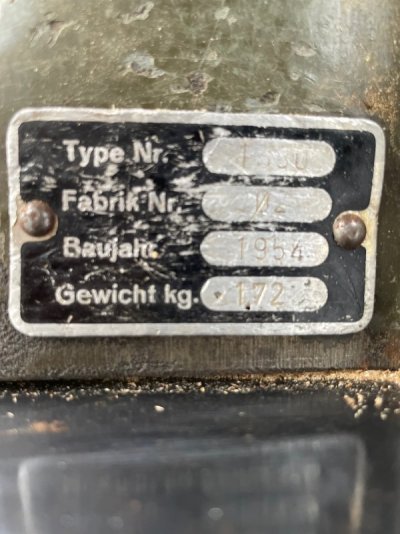 Type Nr.
Fabrik Nr.
Baujahr 1954
Gewicht kg. 172